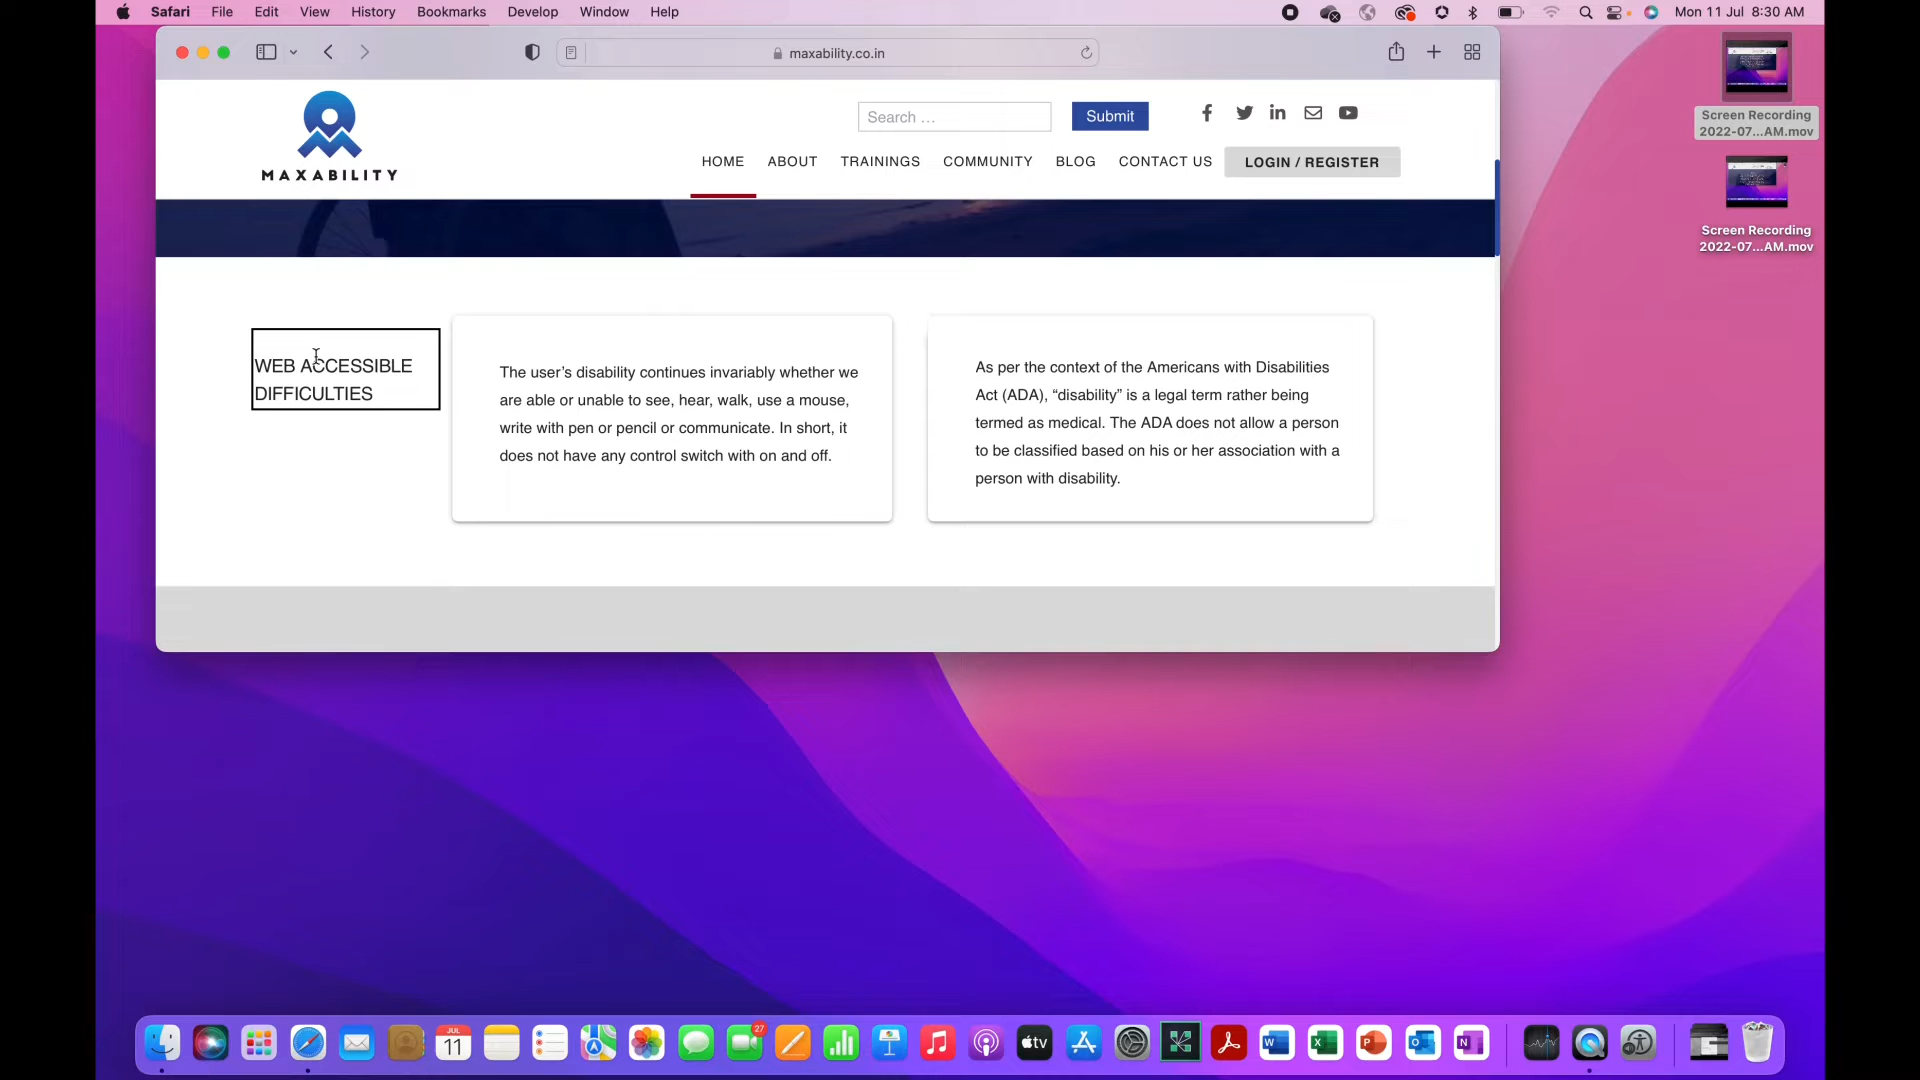 Safari File Edit View History Bookmarks Develop Window Help
Mon 11 Jul 8:30 AM
maxability.co.in
Screen Recording
2022-07...AM.mov
Screen Recording
2022-07...AM.mov
MAXABILITY
Search ...
Submit
HOME ABOUT TRAININGS COMMUNITY BLOG CONTACT US LOGIN / REGISTER
WEB ACCESSIBLE
DIFFICULTIES
The user’s disability continues invariably whether we
are able or unable to see, hear, walk, use a mouse,
write with pen or pencil or communicate. In short, it
does not have any control switch with on and off.
As per the context of the Americans with Disabilities
Act (ADA), “disability” is a legal term rather being
termed as medical. The ADA does not allow a person
to be classified based on his or her association with a
person with disability.
JUL
11
27
tv
W
X
P
O
N